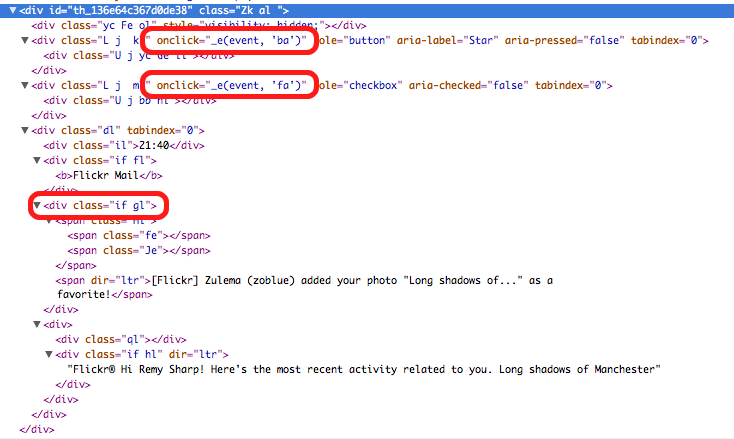 <div id="th_136e64c367d0de38" class="Zk al ">
<div class="yc Fe ol" style="visibility: hidden;"></div>
<div class="L j k" onclick="_e(event, 'ba')" ole="button" aria-label="Star" aria-pressed="false" tabindex="0">
<div class="U j yc de ></div>
</div>
<div class="L j m" onclick="_e(event, 'fa')" ole="checkbox" aria-checked="false" tabindex="0">
<div class="U j bb ></div>
</div>
<div class="dl" tabindex="0">
<div class="il">21:40</div>
<div class="if fl">
<b>Flickr Mail</b>
</div>
<div class="if gl">
<span class=
<span class="fe"></span>
<span class="Je"></span>
</span>
<span dir="ltr">[Flickr] Zulema (zoblue) added your photo "Long shadows of..." as a
favorite!</span>
</div>
<div>
<div class="ql"></div>
<div class="if hl" dir="ltr">
"Flickr® Hi Remy Sharp! Here's the most recent activity related to you. Long shadows of Manchester"
</div>
</div>
</div>
</div>